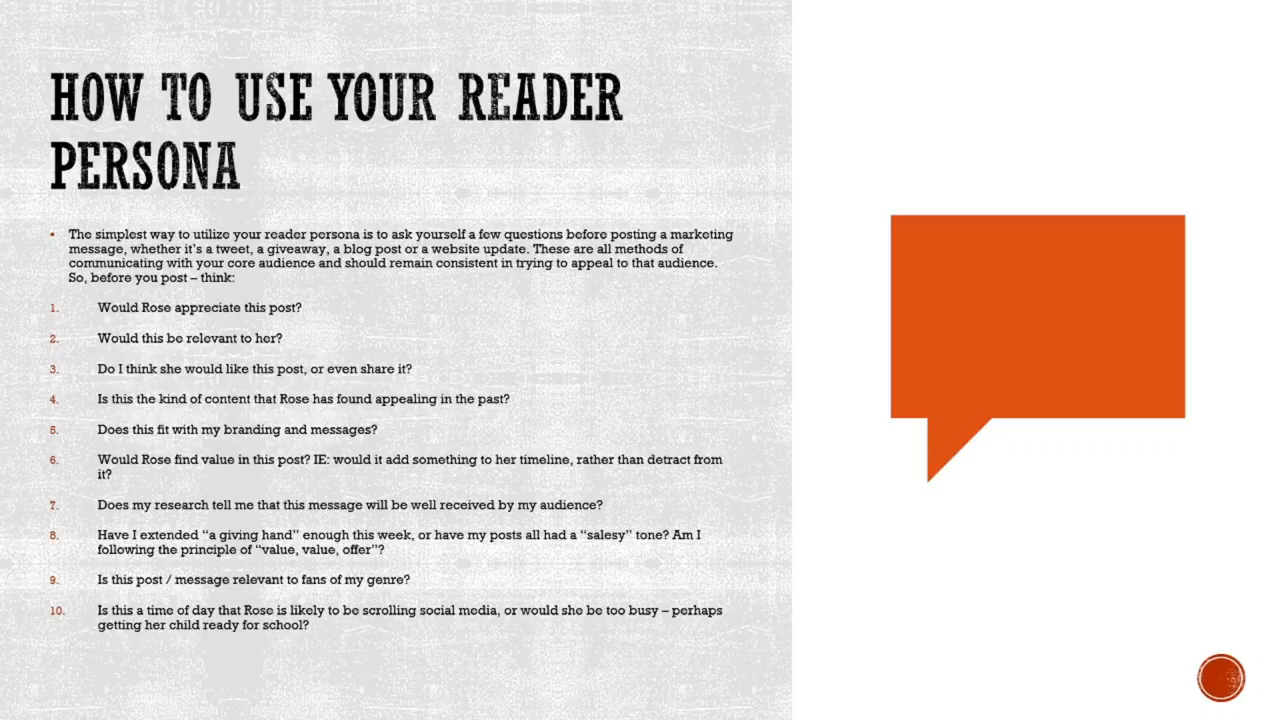 HOW TO USE YOUR READER
PERSONA
▪ The simplest way to utilize your reader persona is to ask yourself a few questions before posting a marketing
message, whether it's a tweet, a giveaway, a blog post or a website update. These are all methods of
communicating with your core audience and should remain consistent in trying to appeal to that audience.
So, before you post – think:
1. Would Rose appreciate this post?
2. Would this be relevant to her?
3. Do I think she would like this post, or even share it?
4. Is this the kind of content that Rose has found appealing in the past?
5. Does this fit with my branding and messages?
6. Would Rose find value in this post? IE: would it add something to her timeline, rather than detract from
it?
7. Does my research tell me that this message will be well received by my audience?
8. Have I extended “a giving hand” enough this week, or have my posts all had a “salesy” tone? Am I
following the principle of “value, value, offer”?
9. Is this post / message relevant to fans of my genre?
10. Is this a time of day that Rose is likely to be scrolling social media, or would she be too busy – perhaps
getting her child ready for school?